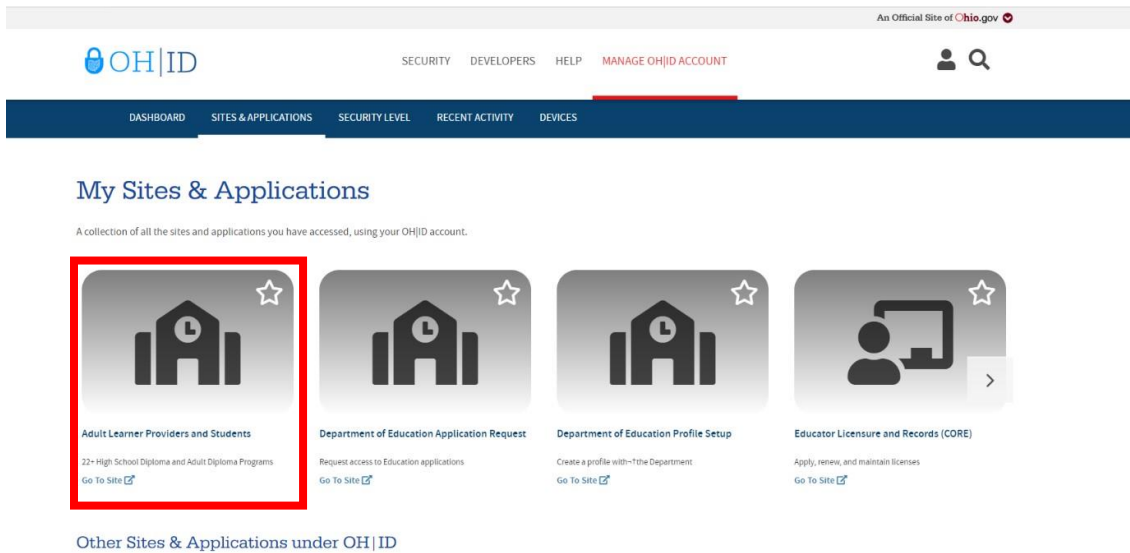 An Official Site of Ohio.gov
OH|ID
SECURITY DEVELOPERS HELP MANAGE OH|ID ACCOUNT
DASHBOARD SITES & APPLICATIONS SECURITY LEVEL RECENT ACTIVITY DEVICES
My Sites & Applications
A collection of all the sites and applications you have accessed, using your OH|ID account.
Adult Learner Providers and Students
22+ High School Diploma and Adult Diploma Programs
Go To Site
Department of Education Application Request
Request access to Education applications
Go To Site
Department of Education Profile Setup
Create a profile with¬†the Department
Go To Site
Educator Licensure and Records (CORE)
Apply, renew, and maintain licenses
Go To Site
Other Sites & Applications under OH|ID